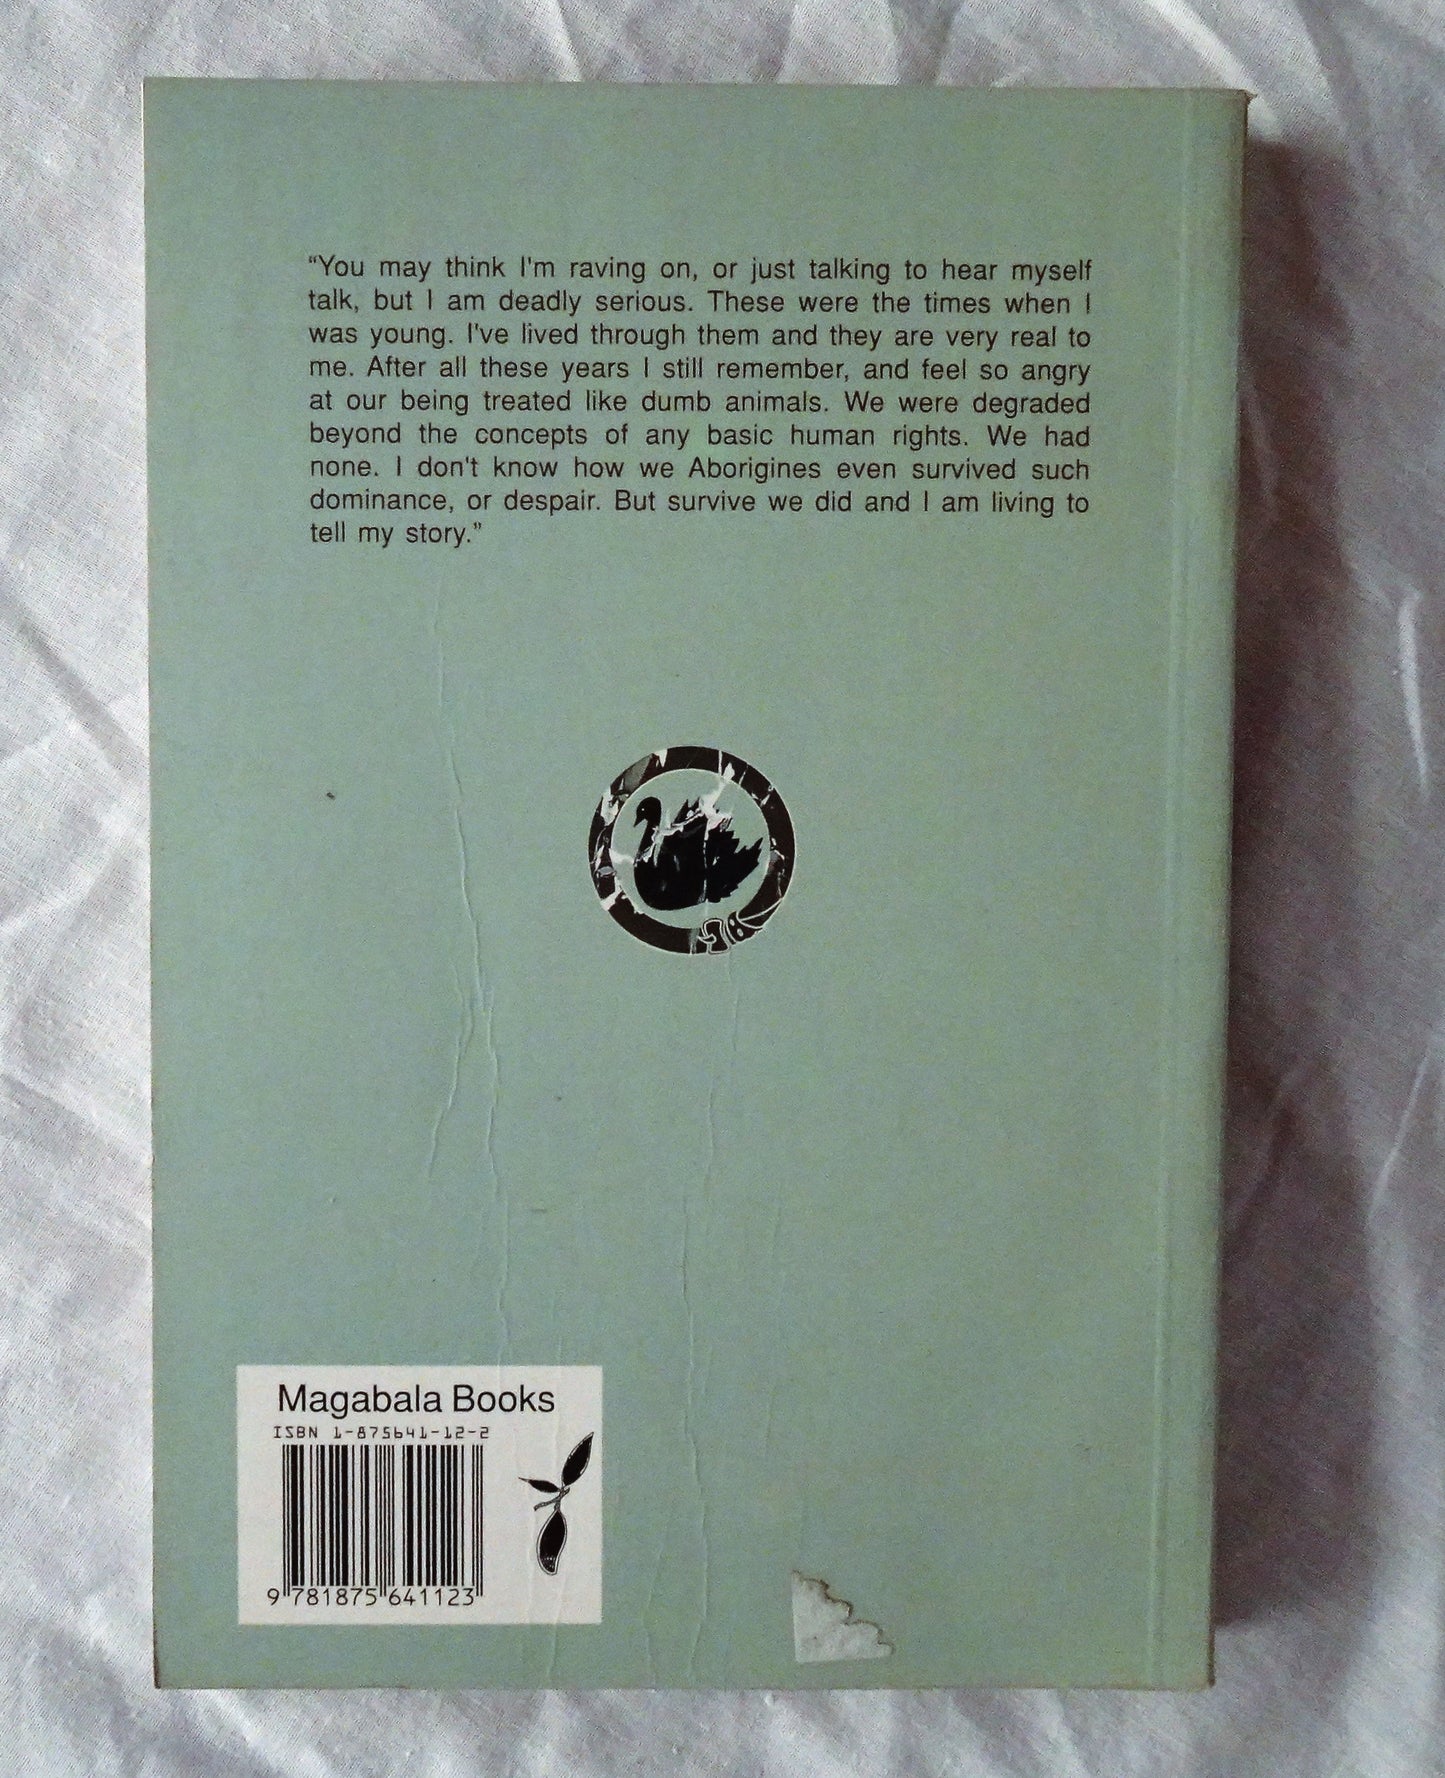 “You may think I'm raving on, or just talking to hear myself
talk, but I am deadly serious. These were the times when I
was young. I've lived through them and they are very real to
me. After all these years I still remember, and feel so angry
at our being treated like dumb animals. We were degraded
beyond the concepts of any basic human rights. We had
none. I don't know how we Aborigines even survived such
dominance, or despair. But survive we did and I am living to
tell my story.”
Magabala Books
ISBN 1-875641-12-2
9 781875 641123